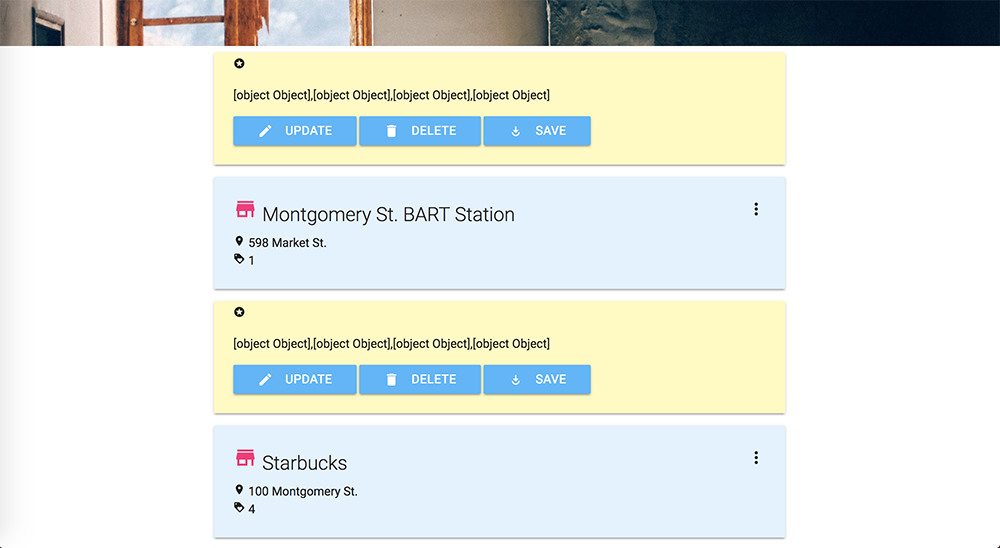 [object Object],[object Object],[object Object],[object Object]
UPDATE DELETE SAVE
Montgomery St. BART Station
598 Market St.
1
[object Object],[object Object],[object Object],[object Object]
UPDATE DELETE SAVE
Starbucks
100 Montgomery St.
4